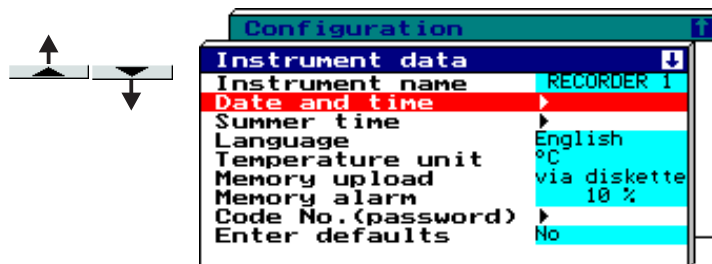 Configuration
Instrument data
Instrument name RECORDER 1
Date and time
Summer time
Language English
Temperature unit °C
Memory upload via diskette
Memory alarm 10 %
Code No.(password)
Enter defaults No